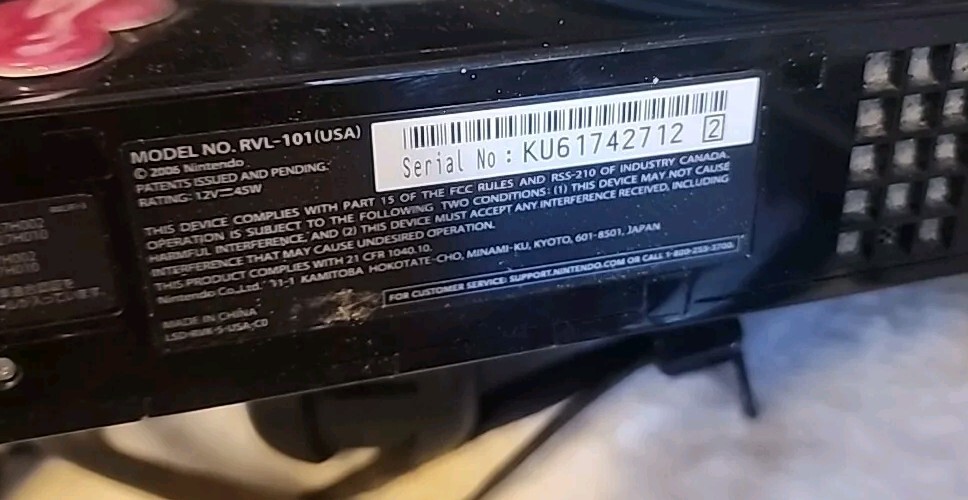 MODEL NO. RVL-101(USA)
© 2006 Nintendo
PATENTS ISSUED AND PENDING.
RATING: 12V⎓45W
Serial No : KU61742712 2
THIS DEVICE COMPLIES WITH PART 15 OF THE FCC RULES AND RSS-210 OF INDUSTRY CANADA.
OPERATION IS SUBJECT TO THE FOLLOWING TWO CONDITIONS: (1) THIS DEVICE MAY NOT CAUSE
HARMFUL INTERFERENCE, AND (2) THIS DEVICE MUST ACCEPT ANY INTERFERENCE RECEIVED, INCLUDING
INTERFERENCE THAT MAY CAUSE UNDESIRED OPERATION.
THIS PRODUCT COMPLIES WITH 21 CFR 1040.10.
Nintendo Co., Ltd. 11-1 KAMITOBA HOKOTATE-CHO, MINAMI-KU, KYOTO, 601-8501, JAPAN
FOR CUSTOMER SERVICE: SUPPORT.NINTENDO.COM OR CALL 1-800-255-3700.
MADE IN CHINA